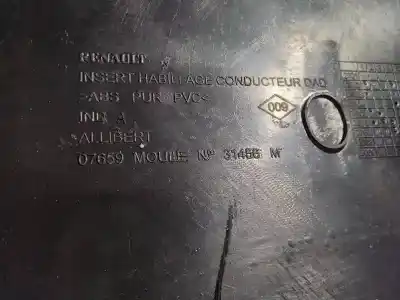 RENAULT
INSERT HABILLAGE CONDUCTEUR DAD
>ABS PUR PVC<
009
IND A
ALLIBERT
07659 MOULE Nº 31466 M